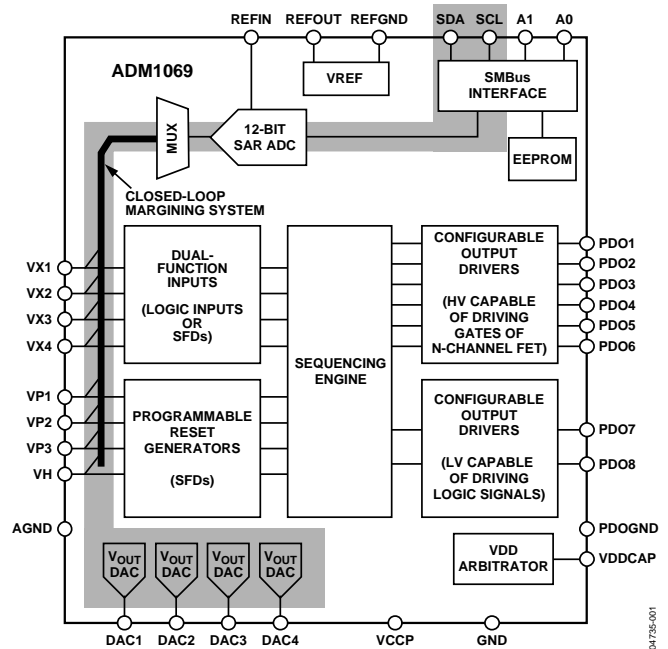 REFIN REFOUT REFGND SDA SCL A1 A0
ADM1069
VREF
SMBus
INTERFACE
MUX
12-BIT
SAR ADC
EEPROM
CLOSED-LOOP
MARGINING SYSTEM
VX1
VX2
VX3
VX4
DUAL-
FUNCTION
INPUTS
(LOGIC INPUTS
OR
SFDs)
SEQUENCING
ENGINE
CONFIGURABLE
OUTPUT
DRIVERS
(HV CAPABLE
OF DRIVING
GATES OF
N-CHANNEL FET)
PDO1
PDO2
PDO3
PDO4
PDO5
PDO6
VP1
VP2
VP3
VH
PROGRAMMABLE
RESET
GENERATORS
(SFDs)
CONFIGURABLE
OUTPUT
DRIVERS
(LV CAPABLE
OF DRIVING
LOGIC SIGNALS)
PDO7
PDO8
AGND
PDOGND
VOUT
DAC
VOUT
DAC
VOUT
DAC
VOUT
DAC
VDD
ARBITRATOR
VDDCAP
DAC1 DAC2 DAC3 DAC4 VCCP GND
04735-001